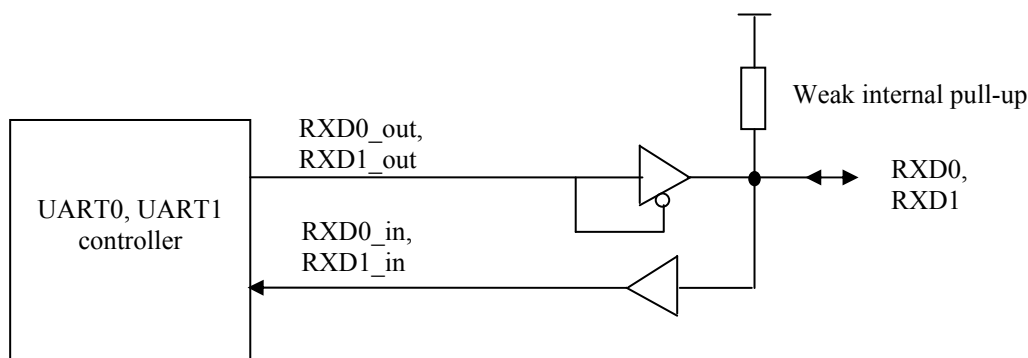 Weak internal pull-up
RXD0_out,
RXD1_out
RXD0,
RXD1
UART0, UART1
controller
RXD0_in,
RXD1_in